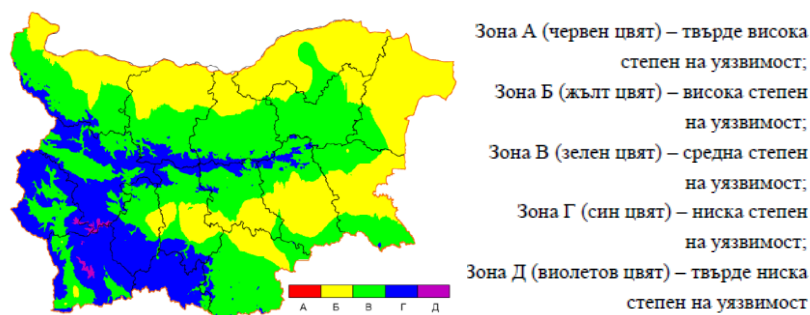 Зона А (червен цвят) – твърде висока
степен на уязвимост;
Зона Б (жълт цвят) – висока степен
на уязвимост;
Зона В (зелен цвят) – средна степен
на уязвимост;
Зона Г (син цвят) – ниска степен
на уязвимост;
Зона Д (виолетов цвят) – твърде ниска
степен на уязвимост
А Б В Г Д